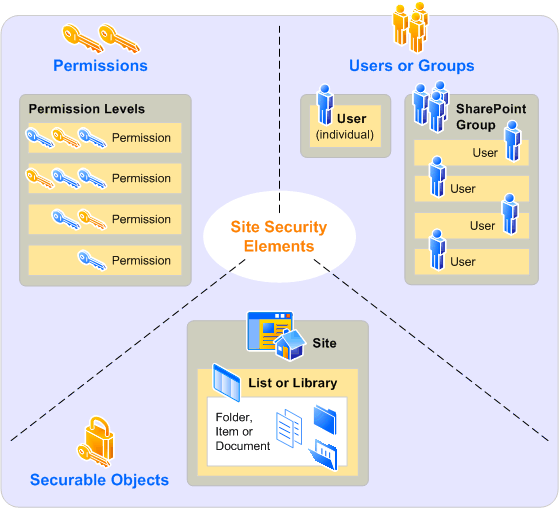 Permissions
Users or Groups
Permission Levels
Permission
Permission
Permission
Permission
User
(individual)
SharePoint
Group
User
User
User
User
Site Security
Elements
Site
List or Library
Folder,
Item or
Document
Securable Objects